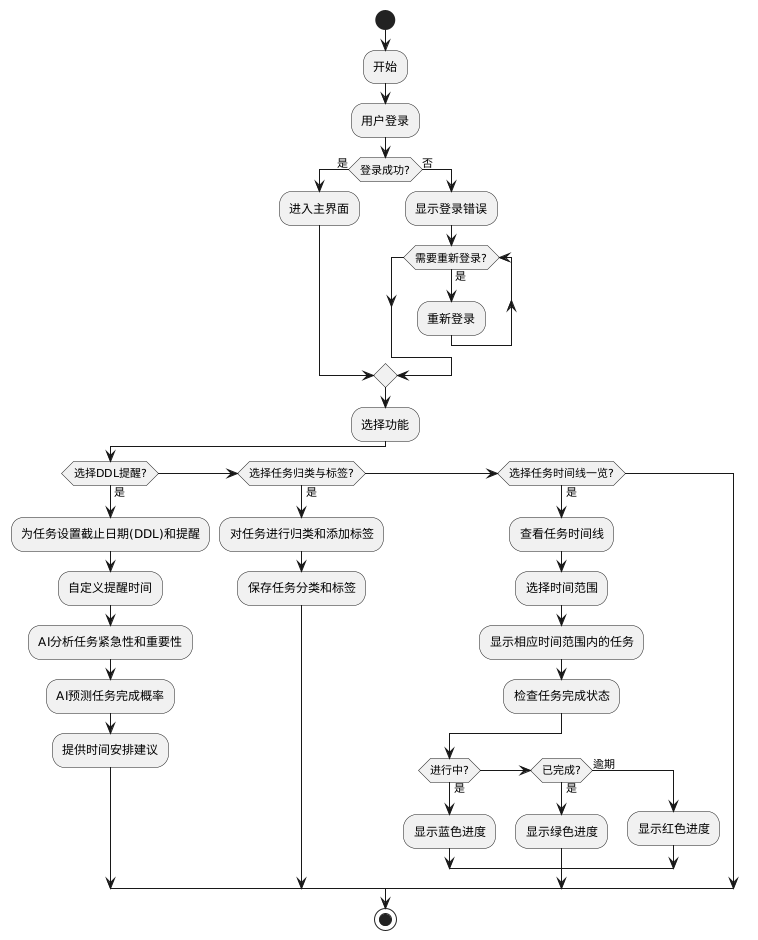 开始
用户登录
是
登录成功?
否
进入主界面
显示登录错误
需要重新登录?
是
重新登录
选择功能
选择DDL提醒?
选择任务归类与标签?
选择任务时间线一览?
是
是
是
为任务设置截止日期(DDL)和提醒
对任务进行归类和添加标签
查看任务时间线
自定义提醒时间
保存任务分类和标签
选择时间范围
AI分析任务紧急性和重要性
显示相应时间范围内的任务
AI预测任务完成概率
检查任务完成状态
提供时间安排建议
进行中?
已完成?
逾期
是
是
显示蓝色进度
显示绿色进度
显示红色进度